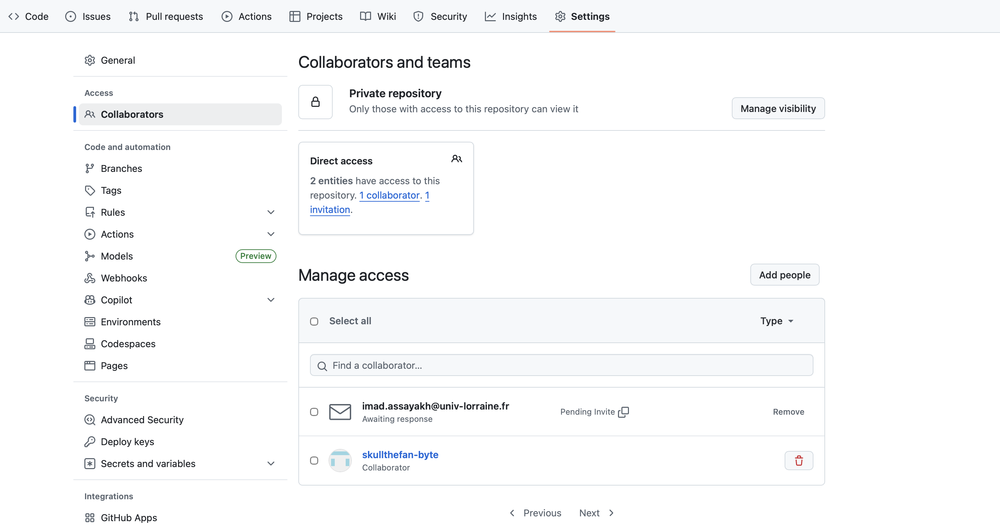 Code Issues Pull requests Actions Projects Wiki Security Insights Settings
General
Access
Collaborators
Code and automation
Branches
Tags
Rules
Actions
Models Preview
Webhooks
Copilot
Environments
Codespaces
Pages
Security
Advanced Security
Deploy keys
Secrets and variables
Integrations
GitHub Apps
Collaborators and teams
Private repository
Only those with access to this repository can view it
Manage visibility
Direct access
2 entities have access to this
repository. 1 collaborator. 1
invitation.
Manage access
Add people
Select all Type
Find a collaborator...
imad.assayakh@univ-lorraine.fr
Awaiting response
Pending Invite
Remove
skullthefan-byte
Collaborator
Previous Next